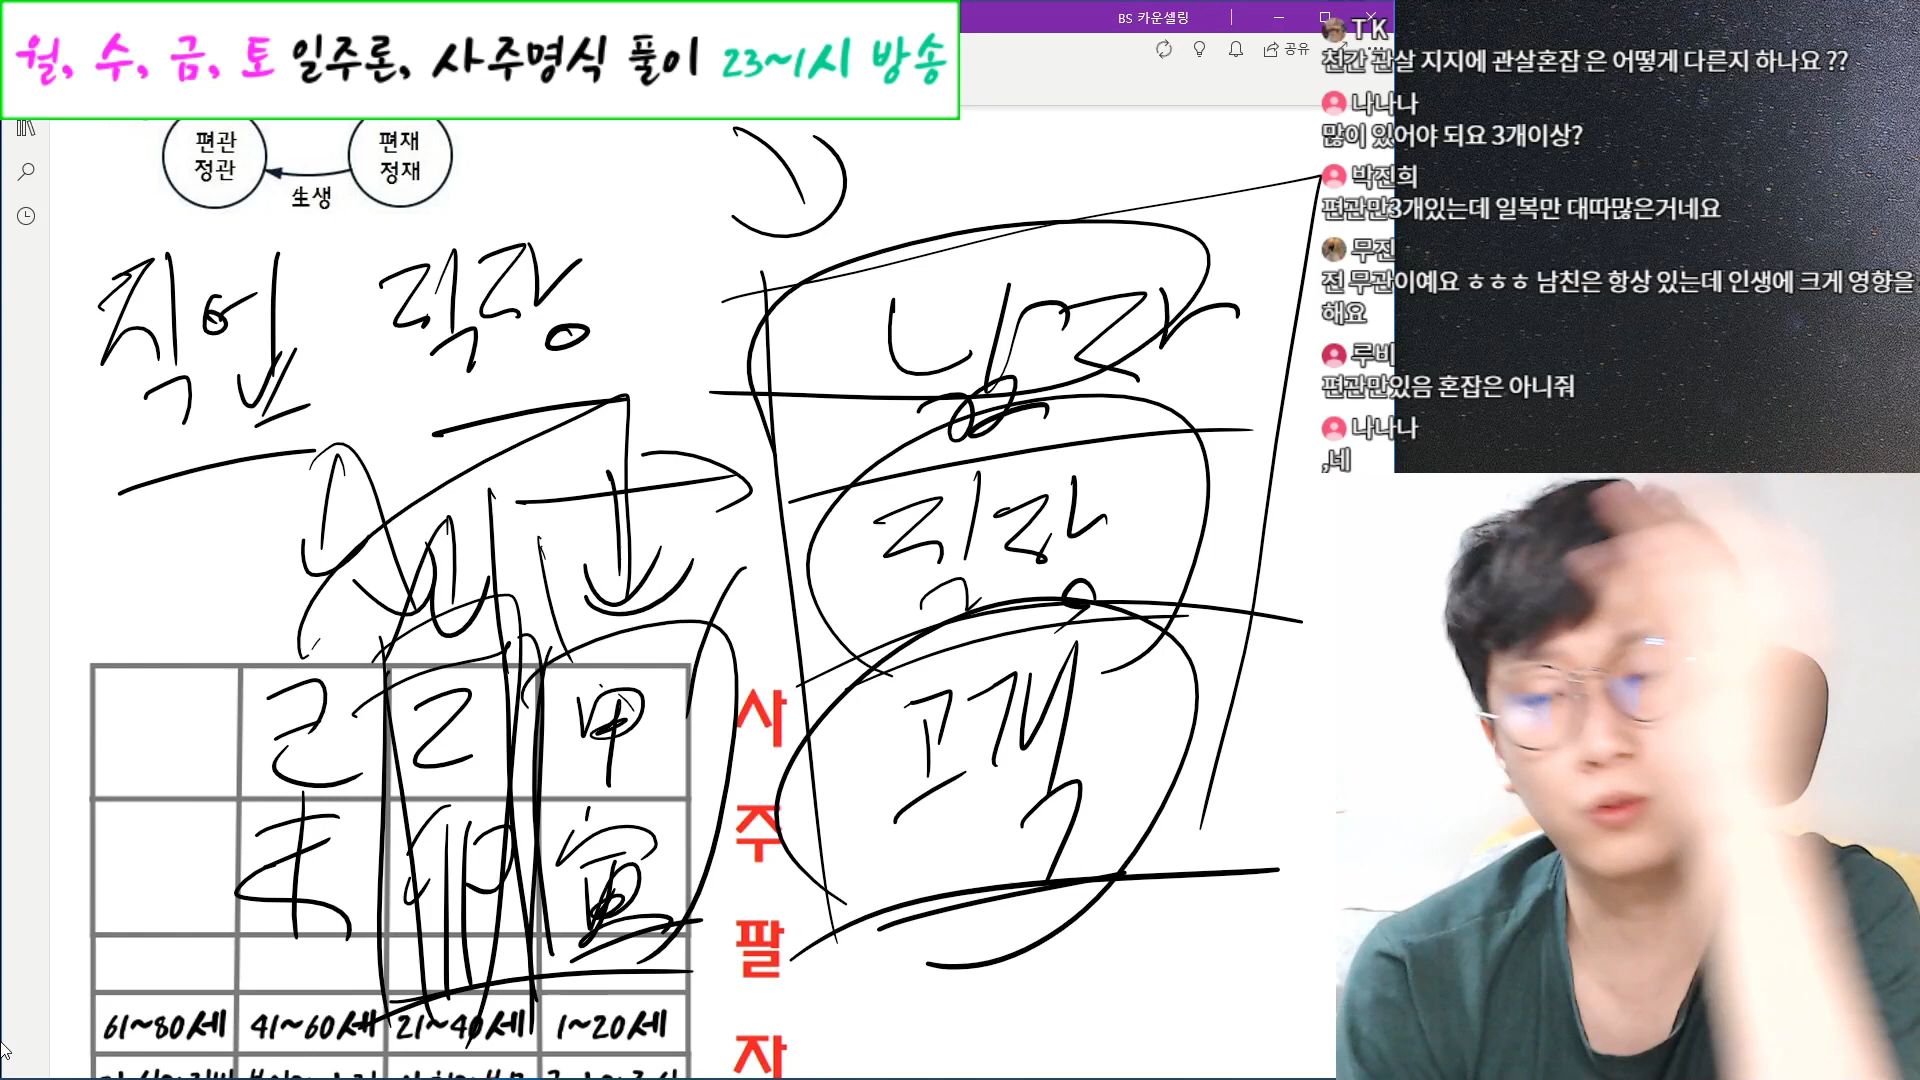 월, 수, 금, 토 일주론, 사주명식 풀이 23~1시 방송
BS 카운셀링
공유
편관
정관
편재
정재
生생
직업 직장
남자
직장
고객
己 乙 甲
未 卯 寅
61~80세 41~60세 21~40세 1~20세
사
주
팔
자
TK
천간 관살 지지에 관살혼잡 은 어떻게 다른지 하나요 ??
나나나
많이 있어야 되요 3개이상?
박진희
편관만3개있는데 일복만 대따많은거네요
무진
전 무관이예요 ㅎㅎㅎ 남친은 항상 있는데 인생에 크게 영향을
해요
루비
편관만있음 혼잡은 아니줘
나나나
,네